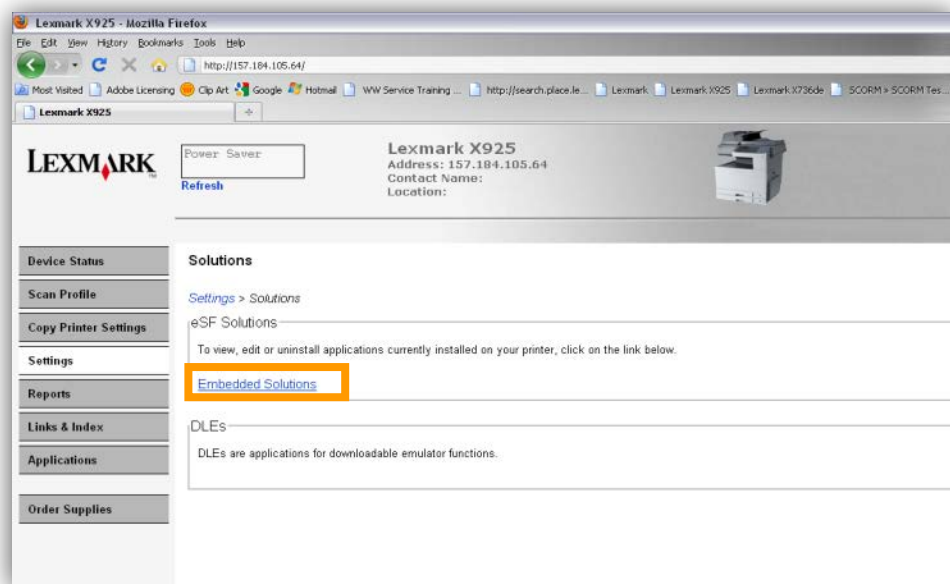 Lexmark X925 - Mozilla Firefox
File Edit View History Bookmarks Tools Help
http://157.184.105.64/
Most Visited Adobe Licensing Clip Art Google Hotmail WW Service Training ... http://search.place.le... Lexmark Lexmark X925 Lexmark X736de SCORM » SCORM Tes...
Lexmark X925
LEXMARK
Power Saver
Refresh
Lexmark X925
Address: 157.184.105.64
Contact Name:
Location:
Device Status
Scan Profile
Copy Printer Settings
Settings
Reports
Links & Index
Applications
Order Supplies
Solutions
Settings > Solutions
eSF Solutions
To view, edit or uninstall applications currently installed on your printer, click on the link below.
Embedded Solutions
DLEs
DLEs are applications for downloadable emulator functions.